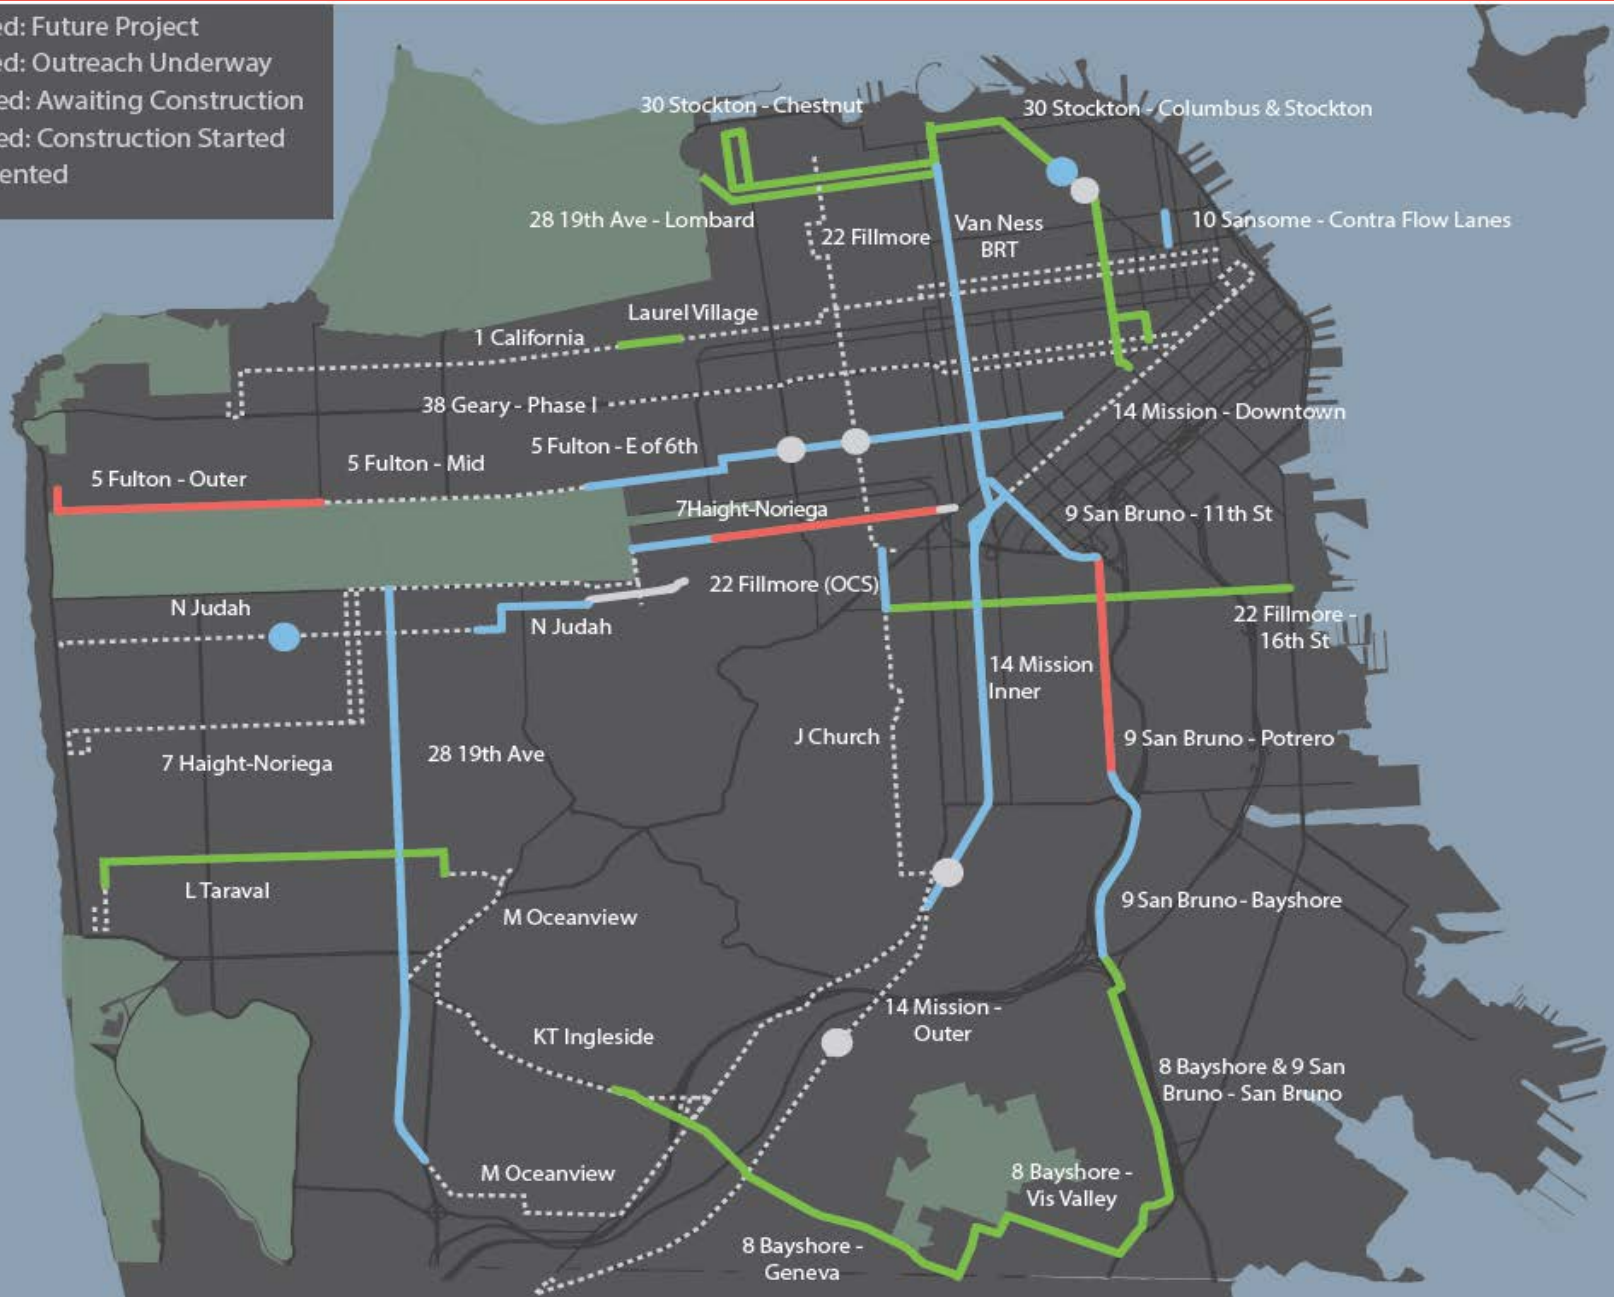 ed: Future Project
ed: Outreach Underway
ed: Awaiting Construction
ed: Construction Started
ented
30 Stockton - Chestnut
30 Stockton - Columbus & Stockton
28 19th Ave - Lombard
22 Fillmore
Van Ness
BRT
10 Sansome - Contra Flow Lanes
Laurel Village
1 California
38 Geary - Phase I
14 Mission - Downtown
5 Fulton - E of 6th
5 Fulton - Mid
5 Fulton - Outer
7Haight-Noriega
9 San Bruno - 11th St
22 Fillmore (OCS)
N Judah
N Judah
22 Fillmore -
16th St
14 Mission
Inner
J Church
9 San Bruno - Potrero
28 19th Ave
7 Haight-Noriega
L Taraval
M Oceanview
9 San Bruno - Bayshore
14 Mission -
Outer
KT Ingleside
8 Bayshore & 9 San
Bruno - San Bruno
M Oceanview
8 Bayshore -
Vis Valley
8 Bayshore -
Geneva